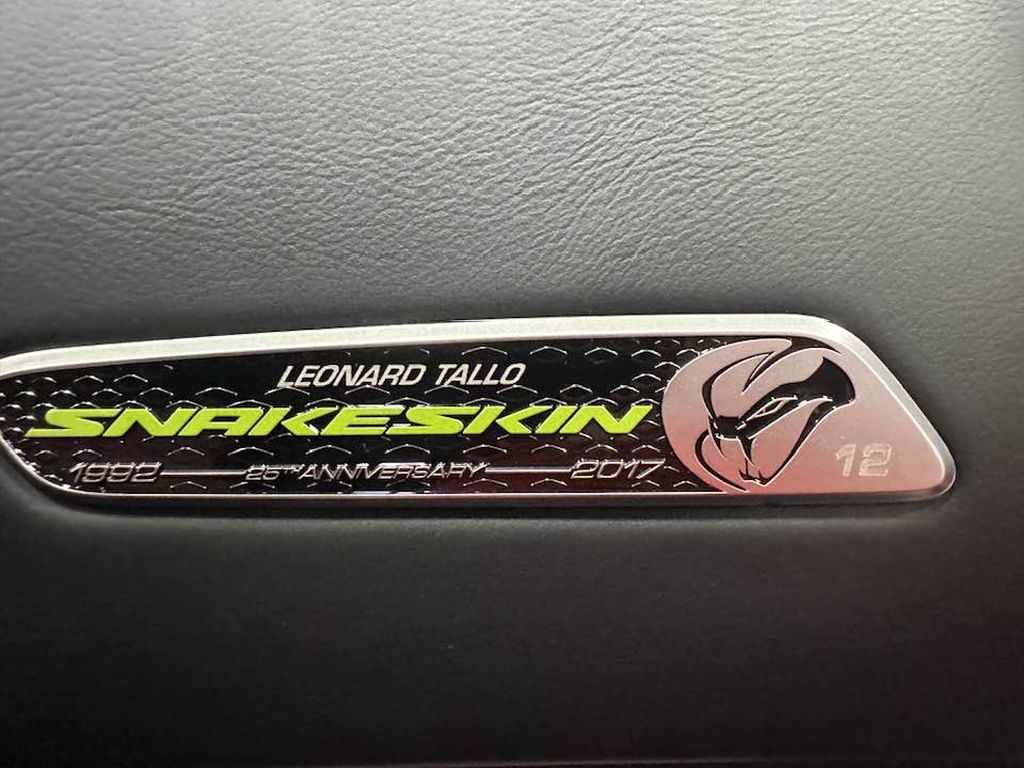 LEONARD TALLO
SNAKESKIN
1992 25TH ANNIVERSARY 2017
12